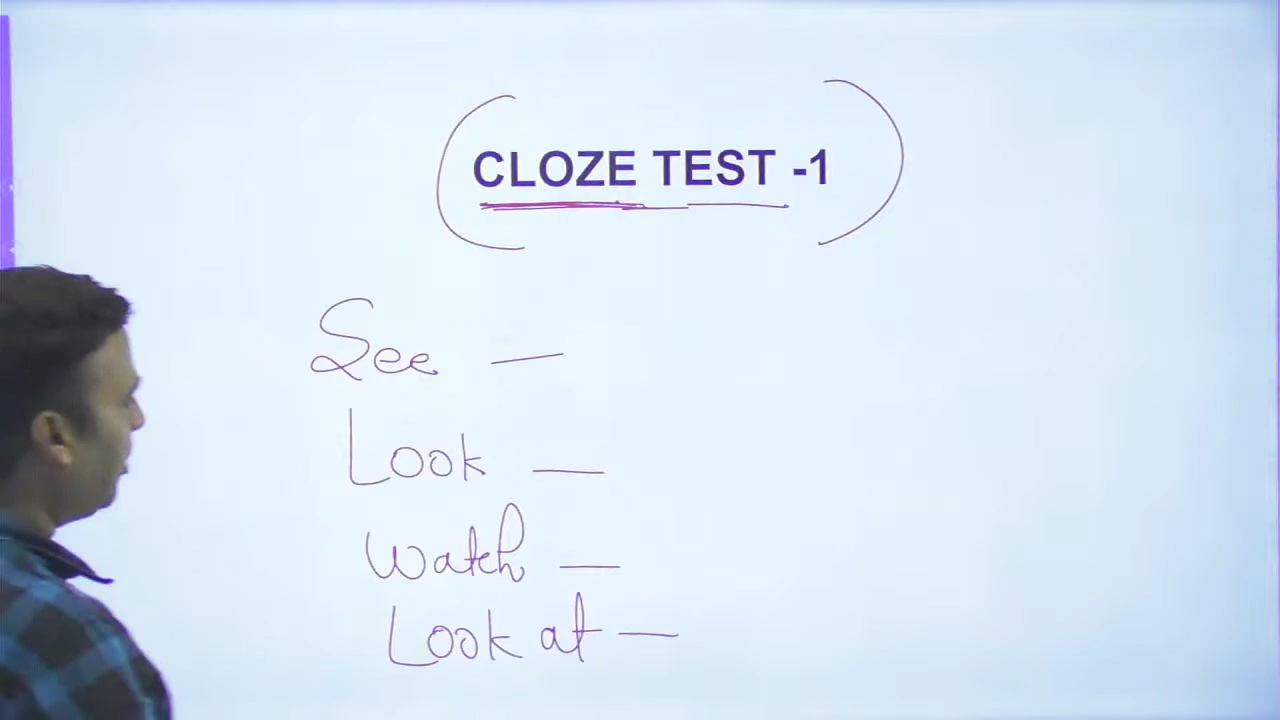 CLOZE TEST -1
See —
Look —
Watch —
Look at —